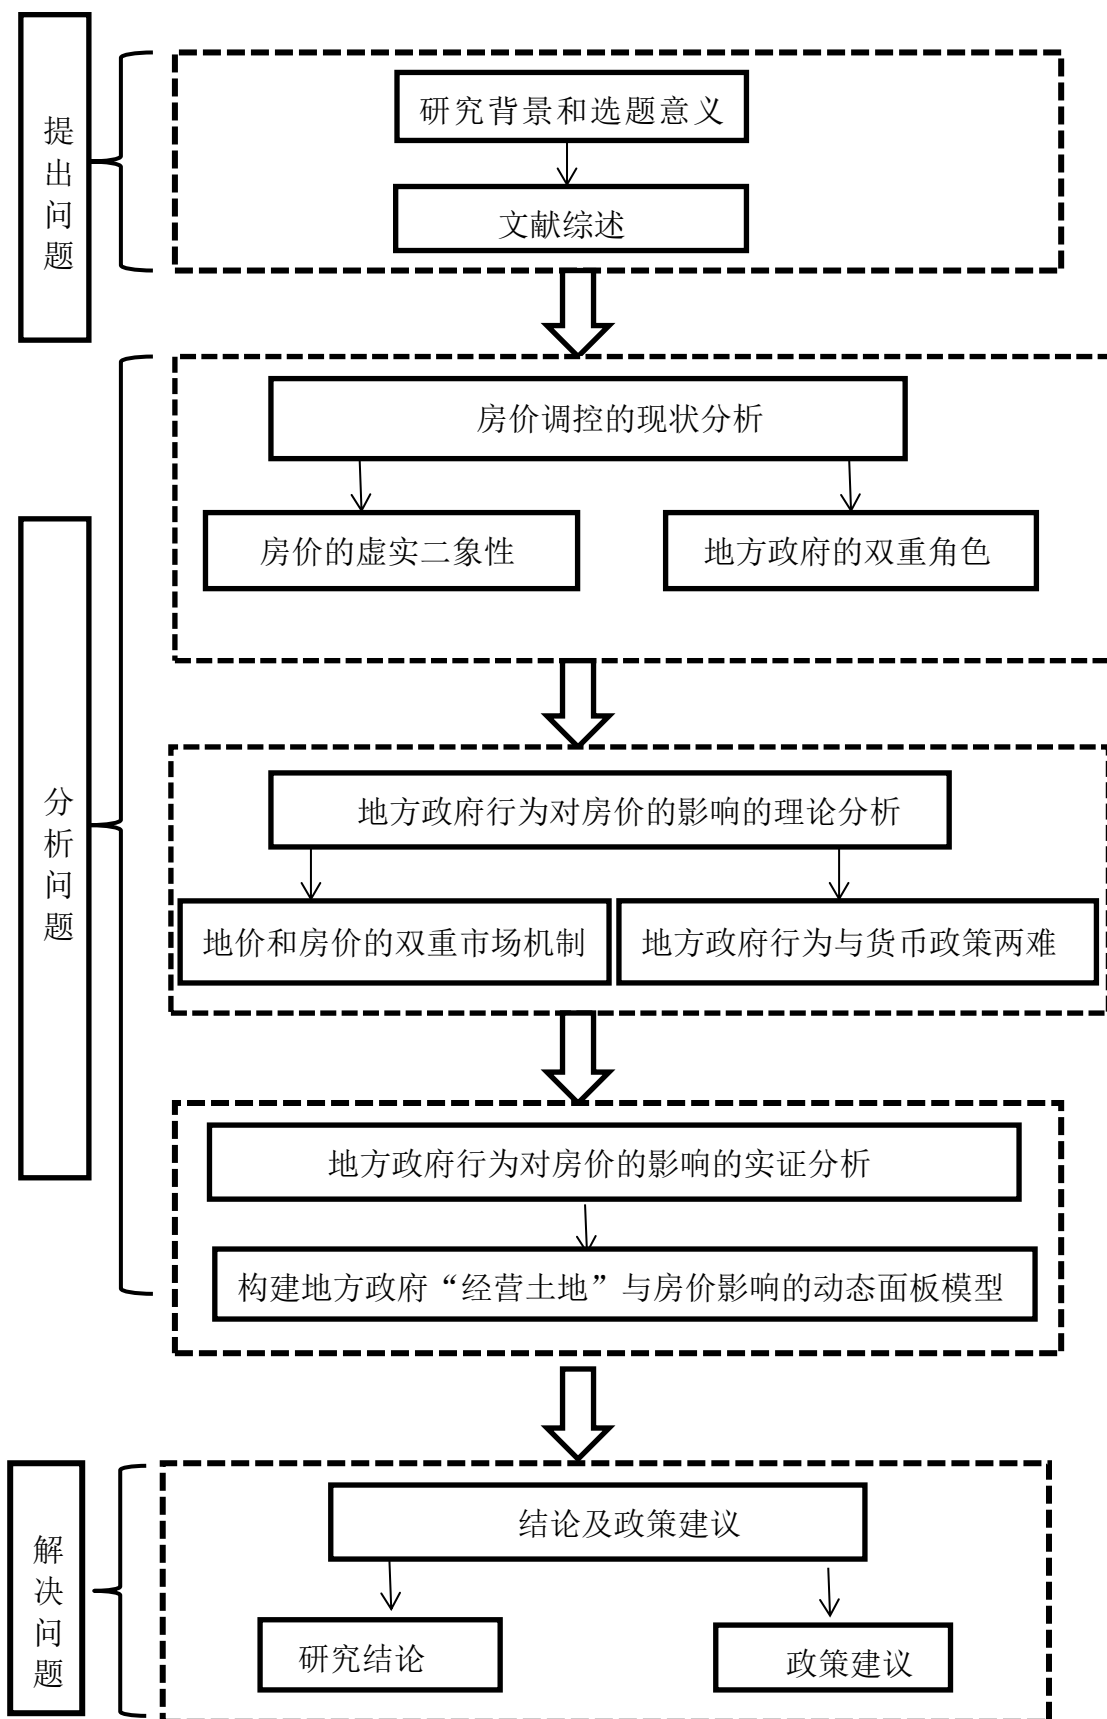 提出问题
研究背景和选题意义
文献综述
分析问题
房价调控的现状分析
房价的虚实二象性
地方政府的双重角色
地方政府行为对房价的影响的理论分析
地价和房价的双重市场机制
地方政府行为与货币政策两难
地方政府行为对房价的影响的实证分析
构建地方政府“经营土地”与房价影响的动态面板模型
解决问题
结论及政策建议
研究结论
政策建议